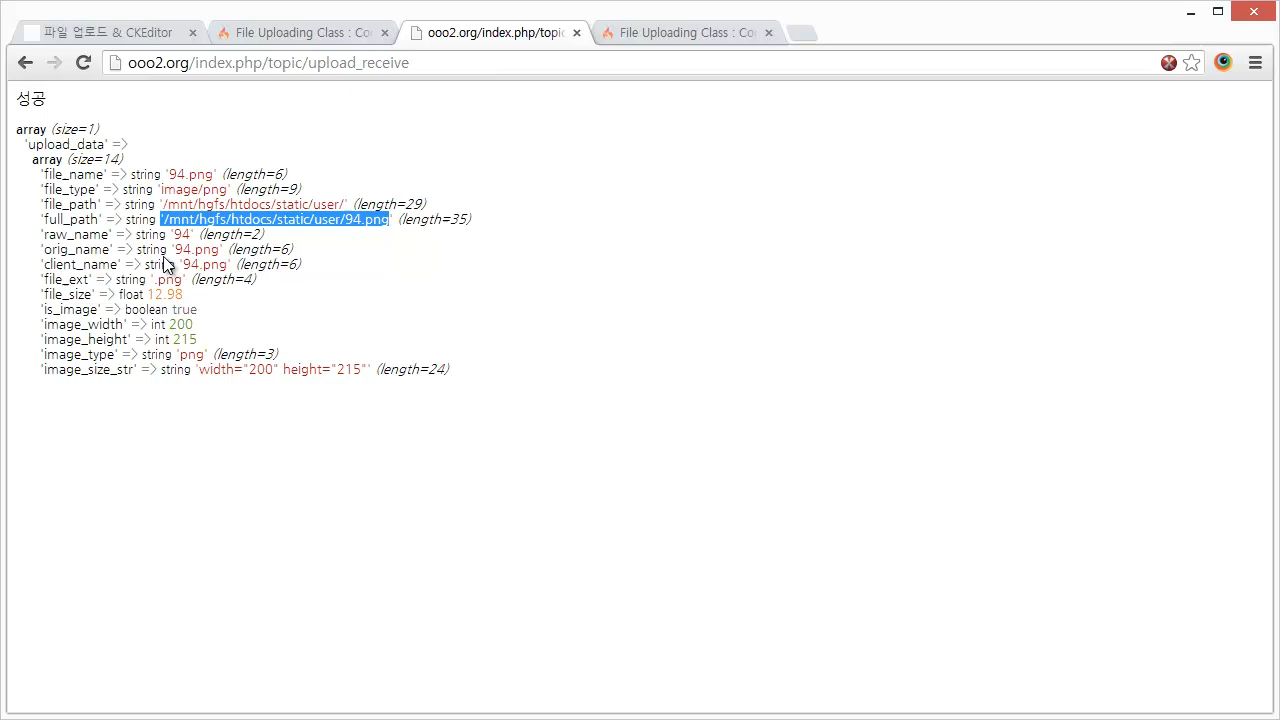 파일 업로드 & CKEditor
File Uploading Class : Co
ooo2.org/index.php/topic
File Uploading Class : Co
ooo2.org/index.php/topic/upload_receive
성공
array (size=1)
'upload_data' =>
array (size=14)
'file_name' => string '94.png' (length=6)
'file_type' => string 'image/png' (length=9)
'file_path' => string '/mnt/hgfs/htdocs/static/user/' (length=29)
'full_path' => string '/mnt/hgfs/htdocs/static/user/94.png' (length=35)
'raw_name' => string '94' (length=2)
'orig_name' => string '94.png' (length=6)
'client_name' => string '94.png' (length=6)
'file_ext' => string '.png' (length=4)
'file_size' => float 12.98
'is_image' => boolean true
'image_width' => int 200
'image_height' => int 215
'image_type' => string 'png' (length=3)
'image_size_str' => string 'width="200" height="215"' (length=24)